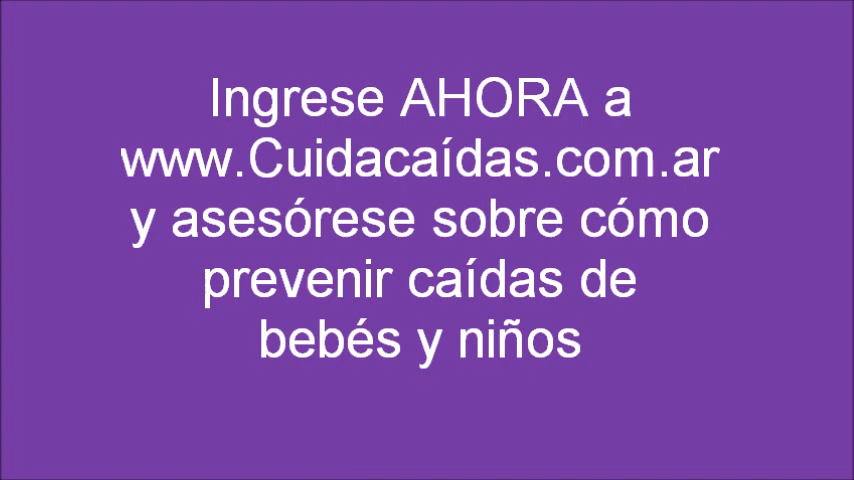 Ingrese AHORA a
www.Cuidacaídas.com.ar
y asesórese sobre cómo
prevenir caídas de
bebés y niños